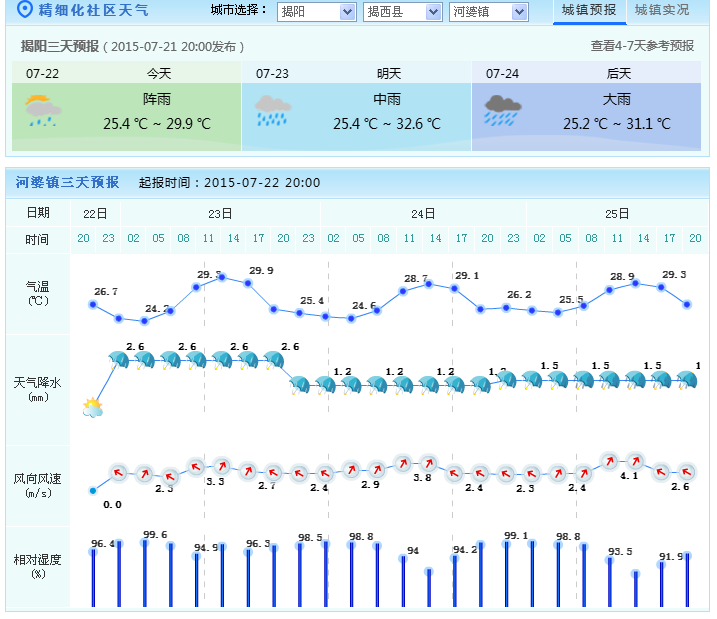 精细化社区天气 城市选择： 揭阳 揭西县 河婆镇 城镇预报 城镇实况
揭阳三天预报（2015-07-21 20:00发布） 查看4-7天参考预报
07-22 今天 07-23 明天 07-24 后天
阵雨 中雨 大雨
25.4 ℃ ~ 29.9 ℃ 25.4 ℃ ~ 32.6 ℃ 25.2 ℃ ~ 31.1 ℃
河婆镇三天预报 起报时间：2015-07-22 20:00
日期 22日 23日 24日 25日
时间 20 23 02 05 08 11 14 17 20 23 02 05 08 11 14 17 20 23 02 05 08 11 14 17 20
气温 26.7 24.2 29.3 29.9 25.4 24.6 28.7 29.1 26.2 25.5 28.9 29.3
(℃)
天气降水 2.6 2.6 2.6 2.6 1.2 1.2 1.2 1.5 1.5 1.5
(mm)
风向风速 0.0 2.3 3.3 2.7 2.4 2.9 3.8 2.4 2.3 2.4 4.1 2.6
(m/s)
相对湿度 96.4 99.6 94.9 96.3 98.5 98.8 94 94.2 99.1 98.8 93.5 91.9
(%)